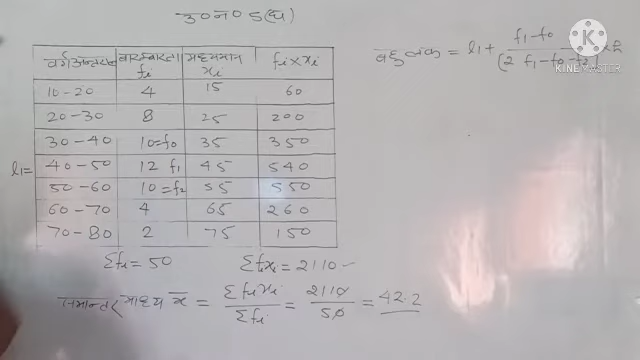 उ०न० 5(घ)
बहुलक = l₁ + f₁-f₀ / (2 f₁-f₀-f₂) × h
KINEMASTER
वर्गअन्तराल बारम्बारता fi मध्यमान xi fi×xi
10-20 4 15 60
20-30 8 25 200
30-40 10=f₀ 35 350
l₁= 40-50 12 f₁ 45 540
50-60 10=f₂ 55 550
60-70 4 65 260
70-80 2 75 150
Σfi = 50 Σfixi = 2110
समान्तर माध्य x̄ = Σfixi / Σfi = 2110 / 50 = 42.2